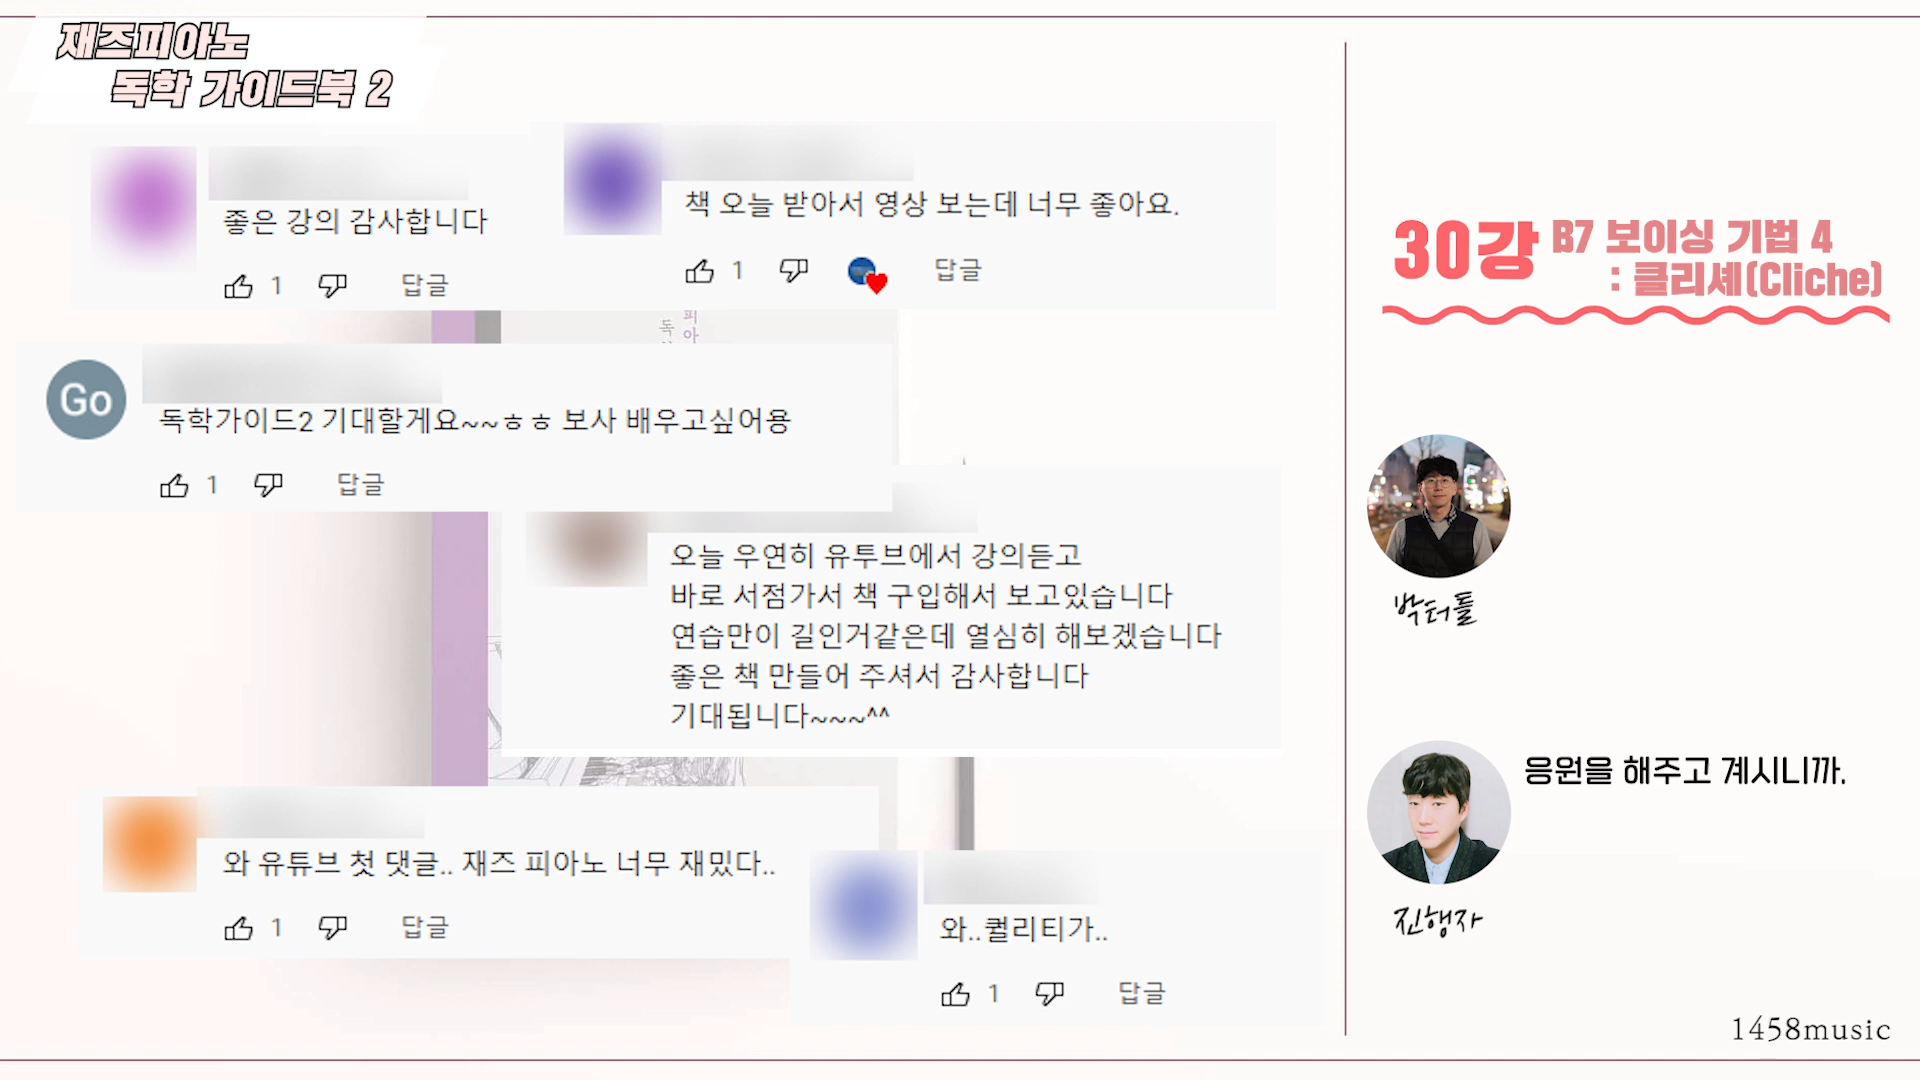 재즈피아노
독학 가이드북 2
좋은 강의 감사합니다
1 답글
책 오늘 받아서 영상 보는데 너무 좋아요.
1 답글
피
독 아
Go
독학가이드2 기대할게요~~ㅎㅎ 보사 배우고싶어용
1 답글
오늘 우연히 유투브에서 강의듣고
바로 서점가서 책 구입해서 보고있습니다
연습만이 길인거같은데 열심히 해보겠습니다
좋은 책 만들어 주셔서 감사합니다
기대됩니다~~~^^
와 유튜브 첫 댓글.. 재즈 피아노 너무 재밌다..
1 답글
와..퀄리티가..
1 답글
30강 B7 보이싱 기법 4
: 클리셰(Cliche)
박터틀
응원을 해주고 계시니까.
진행자
1458music